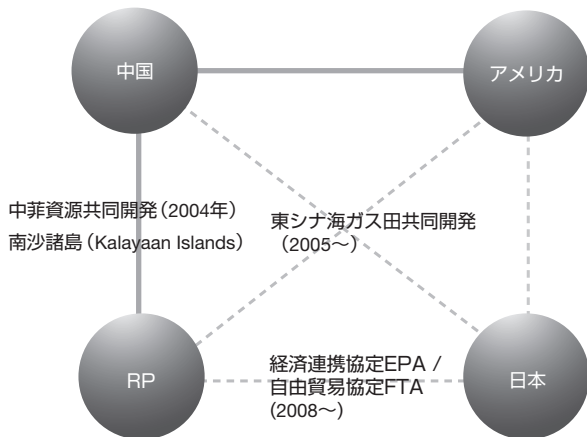 中国
アメリカ
中菲資源共同開発（2004年）
南沙諸島（Kalayaan Islands）
東シナ海ガス田共同開発
（2005〜）
RP
経済連携協定EPA /
自由貿易協定FTA
(2008〜)
日本